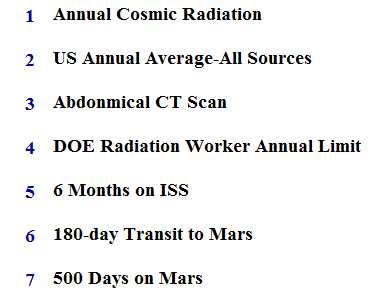 1 Annual Cosmic Radiation
2 US Annual Average-All Sources
3 Abdonmical CT Scan
4 DOE Radiation Worker Annual Limit
5 6 Months on ISS
6 180-day Transit to Mars
7 500 Days on Mars